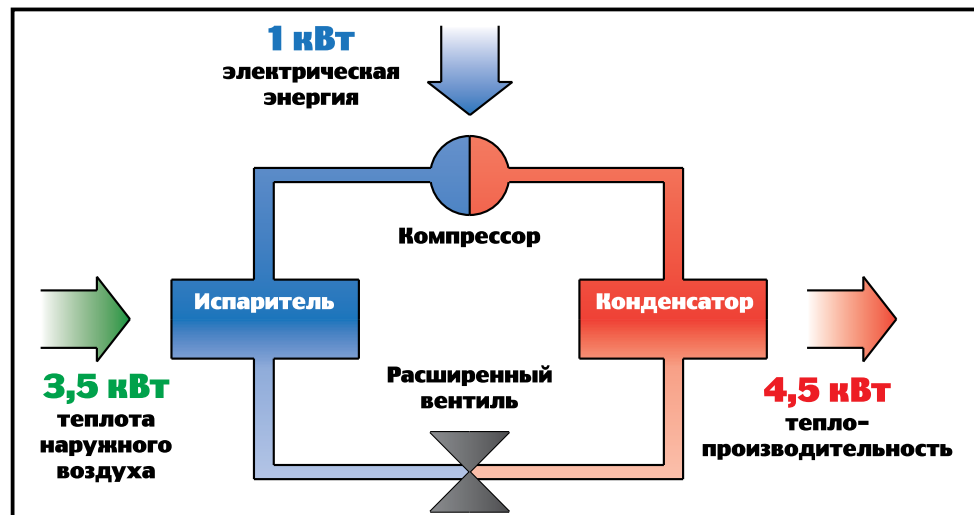 1 кВт
электрическая
энергия
Компрессор
Испаритель
Конденсатор
3,5 кВт
теплота
наружного
воздуха
Расширенный
вентиль
4,5 кВт
тепло-
производительность